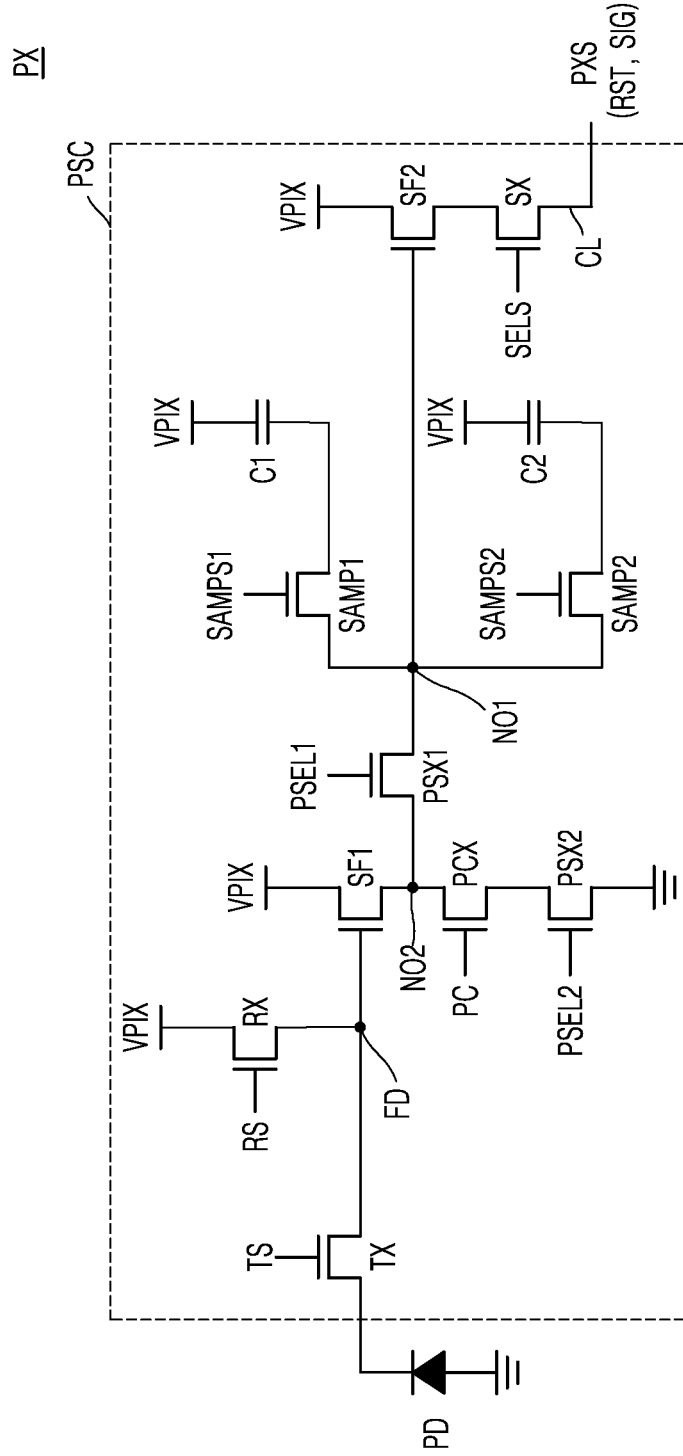 PX
PSC
VPIX
SF2
SX
SELS
CL
PXS
(RST, SIG)
VPIX
C1
SAMPS1
SAMP1
VPIX
C2
SAMPS2
SAMP2
NO1
PSEL1
PSX1
VPIX
SF1
NO2
PCX
PC
PSX2
PSEL2
VPIX
RX
RS
FD
TS
TX
PD